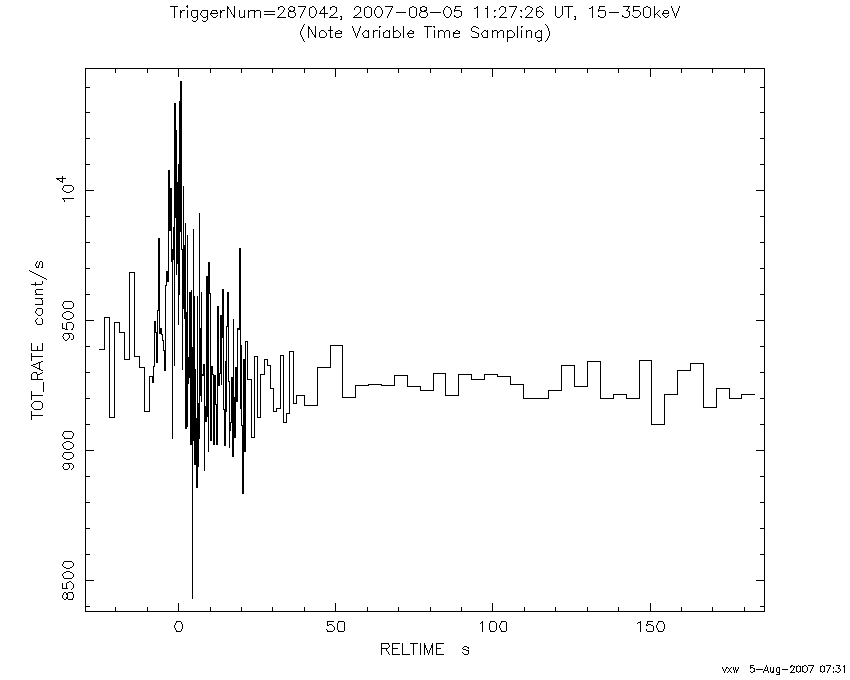 TriggerNum=287042, 2007-08-05 11:27:26 UT, 15-350keV
(Note Variable Time Sampling)
TOT_RATE count/s
10⁴
9500
9000
8500
0 50 100 150
RELTIME s
vxw 5-Aug-2007 07:31